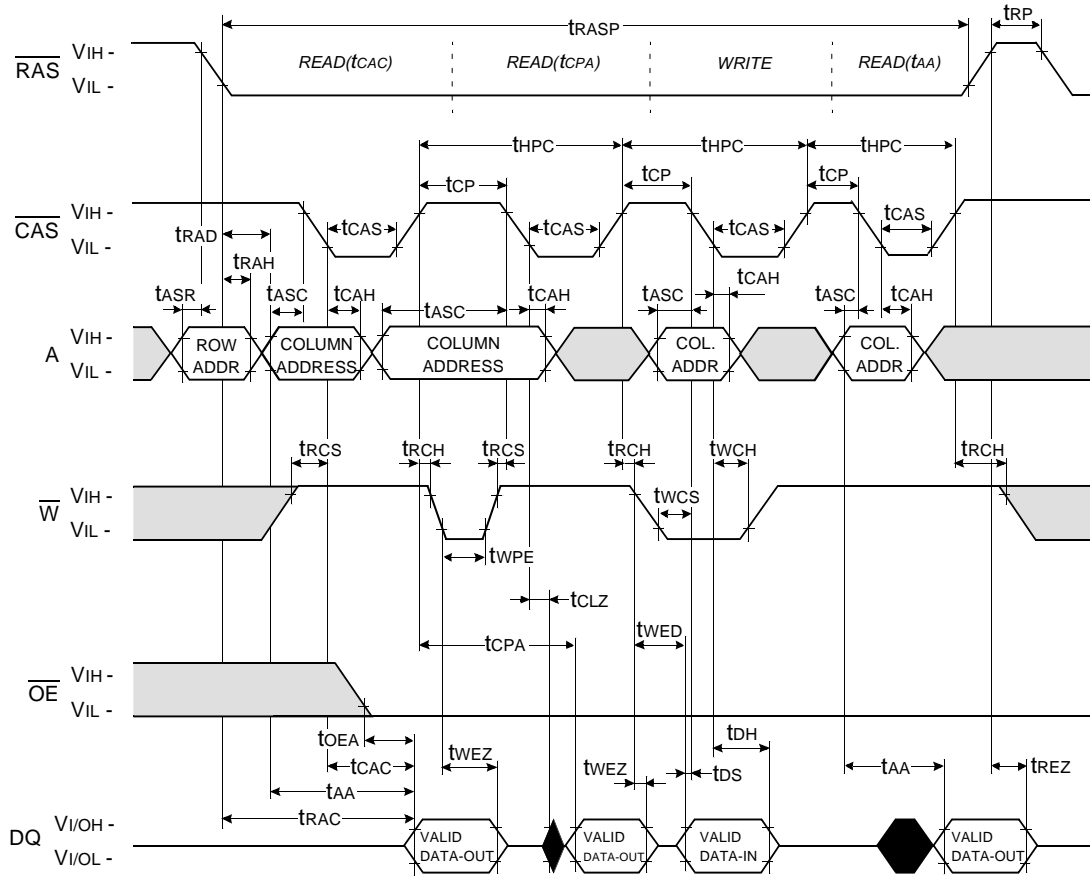 tRASP
tRP
RAS
VIH -
VIL -
READ(tCAC)
READ(tCPA)
WRITE
READ(tAA)
tHPC
tHPC
tHPC
tCP
tCP
tCP
CAS
VIH -
VIL -
tCAS
tCAS
tCAS
tCAS
tRAD
tRAH
tASR
tASC
tCAH
tASC
tCAH
tASC
tCAH
tASC
tCAH
A
VIH -
VIL -
ROW
ADDR
COLUMN
ADDRESS
COLUMN
ADDRESS
COL.
ADDR
COL.
ADDR
tRCS
tRCH
tRCS
tRCH
tWCH
tRCH
W
VIH -
VIL -
tWCS
tWPE
tCLZ
tCPA
tWED
OE
VIH -
VIL -
tOEA
tCAC
tAA
tRAC
tWEZ
tWEZ
tDH
tDS
tAA
tREZ
DQ
VI/OH -
VI/OL -
VALID
DATA-OUT
VALID
DATA-OUT
VALID
DATA-IN
VALID
DATA-OUT